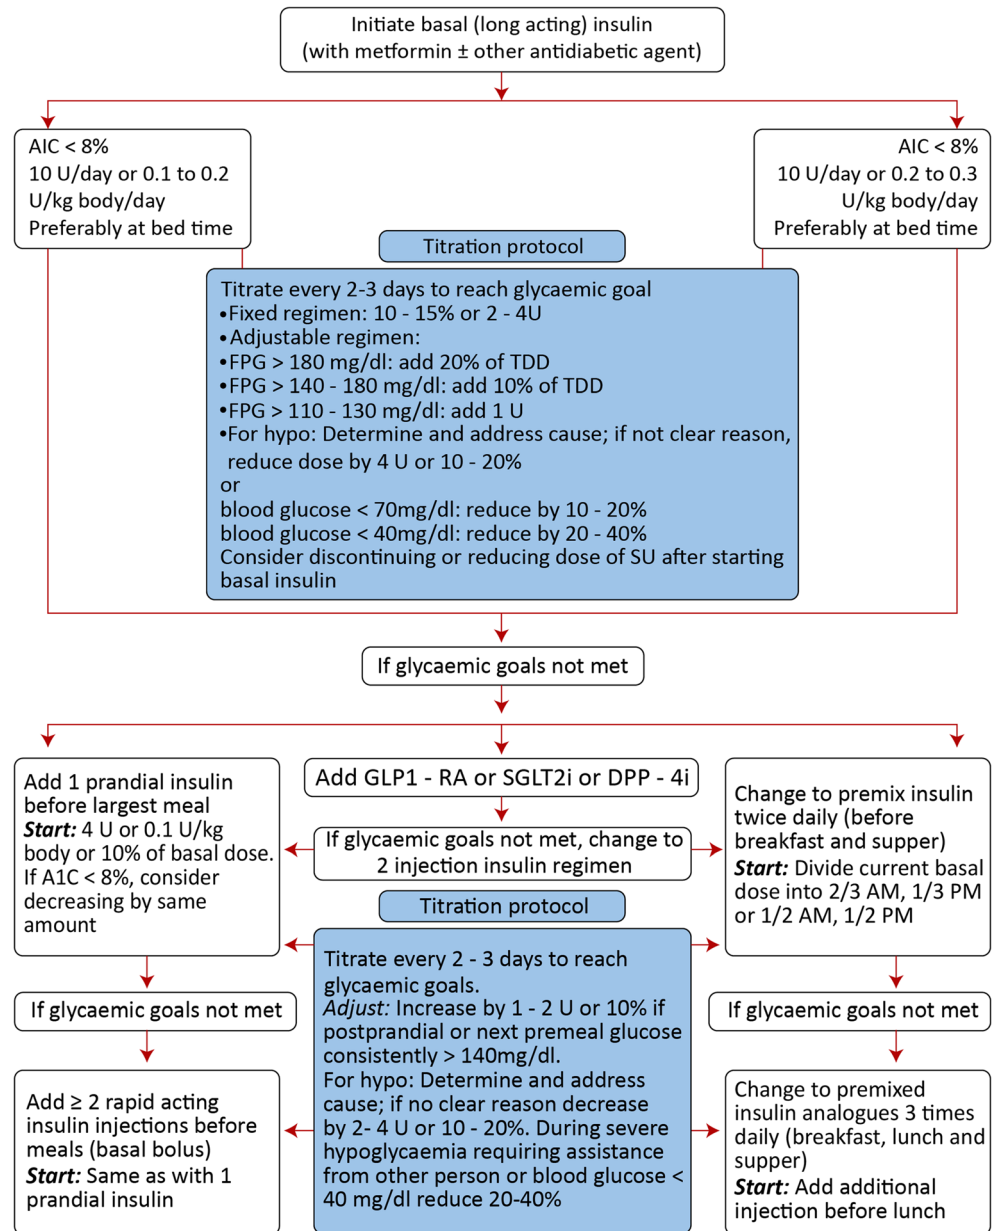 Initiate basal (long acting) insulin
(with metformin ± other antidiabetic agent)
AIC < 8%
10 U/day or 0.1 to 0.2
U/kg body/day
Preferably at bed time
AIC < 8%
10 U/day or 0.2 to 0.3
U/kg body/day
Preferably at bed time
Titration protocol
Titrate every 2-3 days to reach glycaemic goal
•Fixed regimen: 10 - 15% or 2 - 4U
•Adjustable regimen:
•FPG > 180 mg/dl: add 20% of TDD
•FPG > 140 - 180 mg/dl: add 10% of TDD
•FPG > 110 - 130 mg/dl: add 1 U
•For hypo: Determine and address cause; if not clear reason,
reduce dose by 4 U or 10 - 20%
or
blood glucose < 70mg/dl: reduce by 10 - 20%
blood glucose < 40mg/dl: reduce by 20 - 40%
Consider discontinuing or reducing dose of SU after starting
basal insulin
If glycaemic goals not met
Add 1 prandial insulin
before largest meal
Start: 4 U or 0.1 U/kg
body or 10% of basal dose.
If A1C < 8%, consider
decreasing by same
amount
Add GLP1 - RA or SGLT2i or DPP - 4i
If glycaemic goals not met, change to
2 injection insulin regimen
Change to premix insulin
twice daily (before
breakfast and supper)
Start: Divide current basal
dose into 2/3 AM, 1/3 PM
or 1/2 AM, 1/2 PM
Titration protocol
Titrate every 2 - 3 days to reach
glycaemic goals.
Adjust: Increase by 1 - 2 U or 10% if
postprandial or next premeal glucose
consistently > 140mg/dl.
For hypo: Determine and address
cause; if no clear reason decrease
by 2- 4 U or 10 - 20%. During severe
hypoglycaemia requiring assistance
from other person or blood glucose <
40 mg/dl reduce 20-40%
If glycaemic goals not met
If glycaemic goals not met
Add ≥ 2 rapid acting
insulin injections before
meals (basal bolus)
Start: Same as with 1
prandial insulin
Change to premixed
insulin analogues 3 times
daily (breakfast, lunch and
supper)
Start: Add additional
injection before lunch